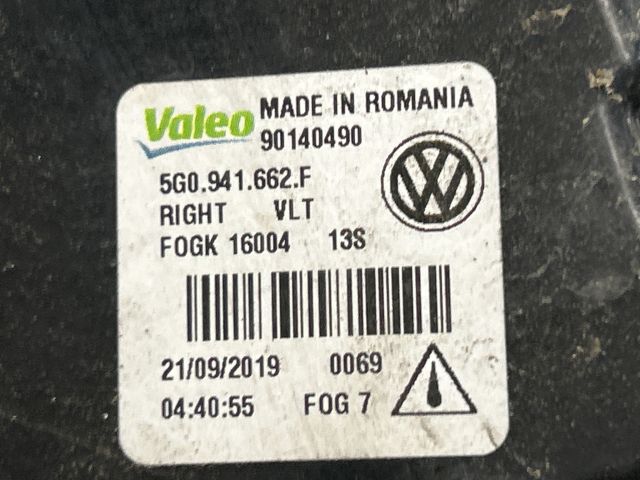 Valeo MADE IN ROMANIA
90140490
5G0.941.662.F
RIGHT VLT
FOGK 16004 13S
21/09/2019 0069
04:40:55 FOG 7